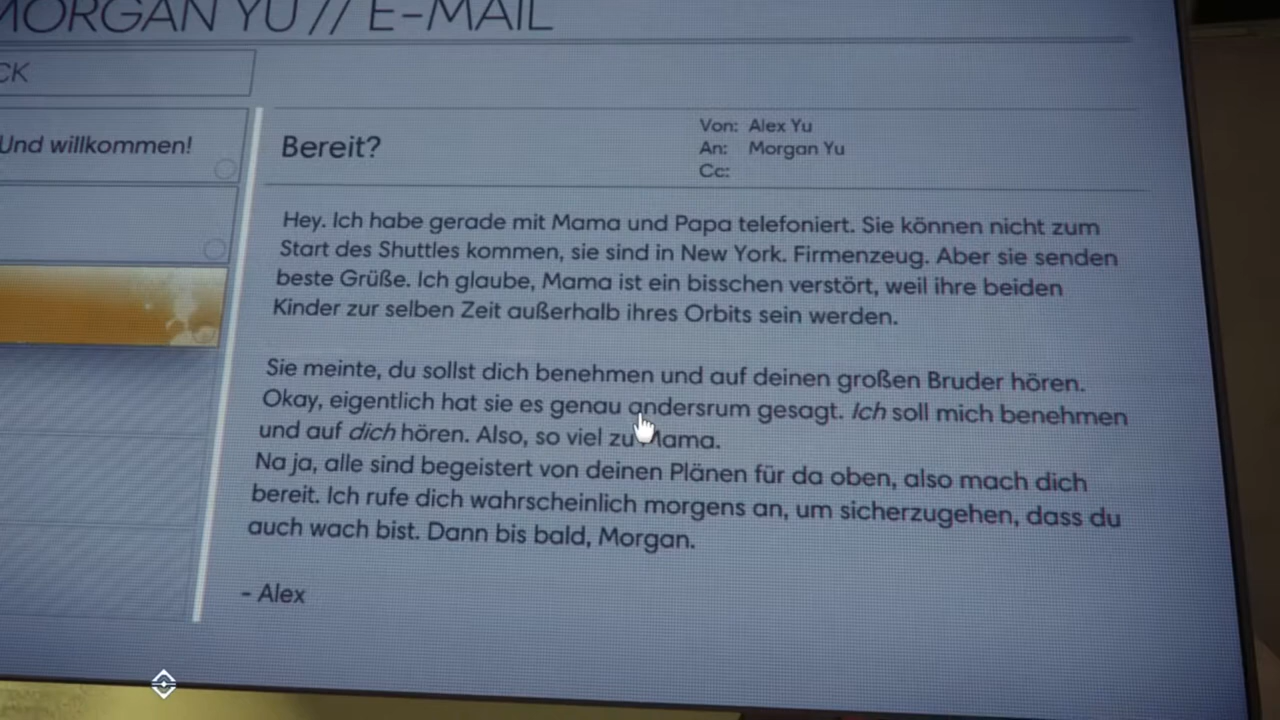 MORGAN YU // E-MAIL
CK
Und willkommen!
Bereit?
Von: Alex Yu
An: Morgan Yu
Cc:
Hey. Ich habe gerade mit Mama und Papa telefoniert. Sie können nicht zum
Start des Shuttles kommen, sie sind in New York. Firmenzeug. Aber sie senden
beste Grüße. Ich glaube, Mama ist ein bisschen verstört, weil ihre beiden
Kinder zur selben Zeit außerhalb ihres Orbits sein werden.
Sie meinte, du sollst dich benehmen und auf deinen großen Bruder hören.
Okay, eigentlich hat sie es genau andersrum gesagt. Ich soll mich benehmen
und auf dich hören. Also, so viel zu Mama.
Na ja, alle sind begeistert von deinen Plänen für da oben, also mach dich
bereit. Ich rufe dich wahrscheinlich morgens an, um sicherzugehen, dass du
auch wach bist. Dann bis bald, Morgan.
- Alex